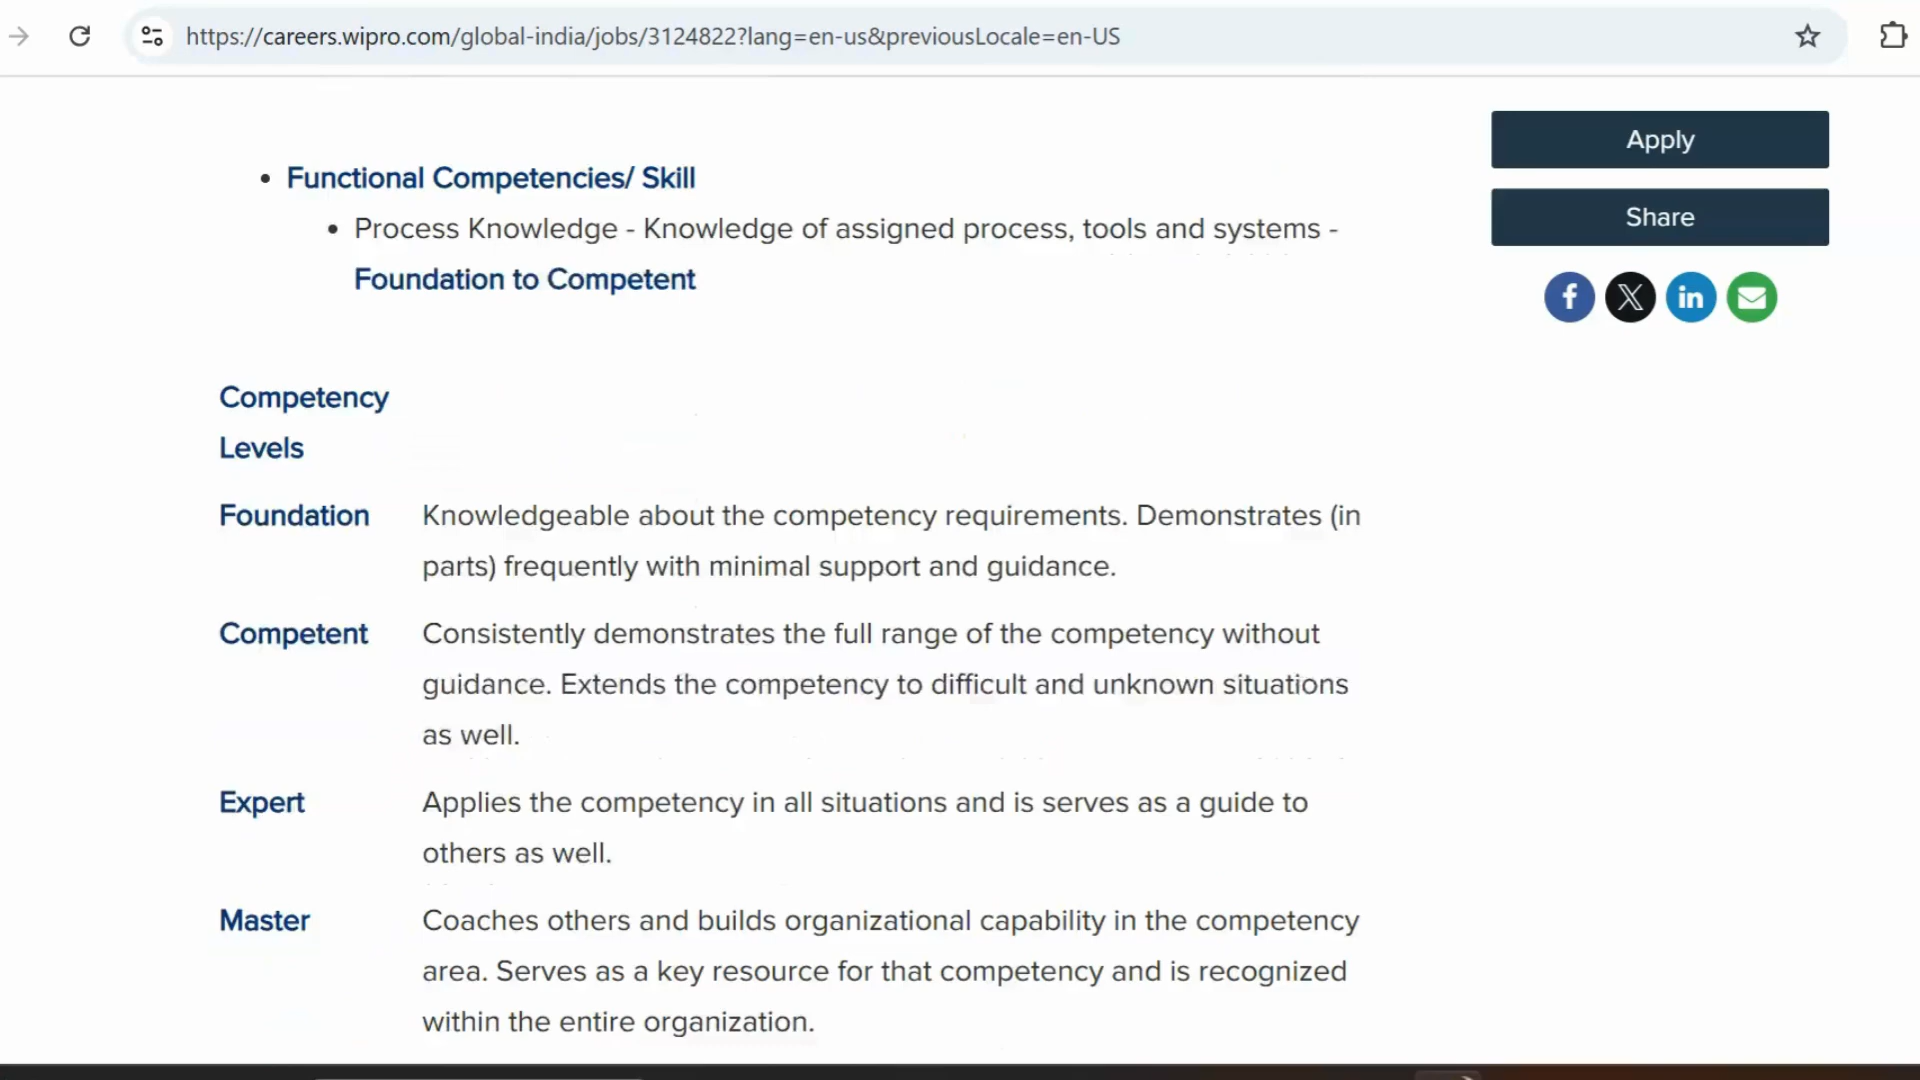 https://careers.wipro.com/global-india/jobs/3124822?lang=en-us&previousLocale=en-US
Apply
Share
• Functional Competencies/ Skill
• Process Knowledge - Knowledge of assigned process, tools and systems -
Foundation to Competent
Competency
Levels
Foundation Knowledgeable about the competency requirements. Demonstrates (in
parts) frequently with minimal support and guidance.
Competent Consistently demonstrates the full range of the competency without
guidance. Extends the competency to difficult and unknown situations
as well.
Expert Applies the competency in all situations and is serves as a guide to
others as well.
Master Coaches others and builds organizational capability in the competency
area. Serves as a key resource for that competency and is recognized
within the entire organization.